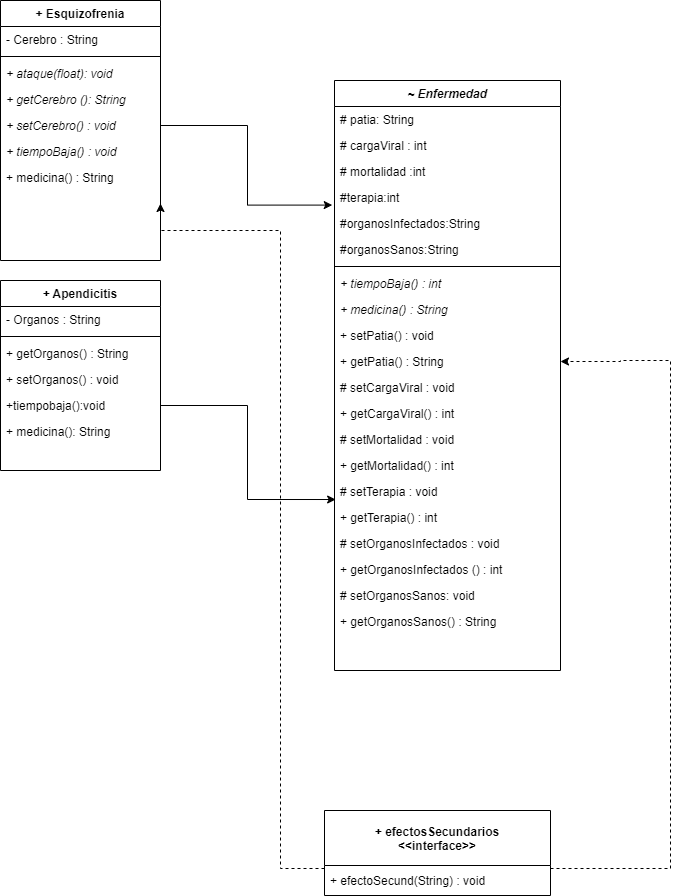 + Esquizofrenia
- Cerebro : String
+ ataque(float): void
+ getCerebro (): String
+ setCerebro() : void
+ tiempoBaja() : void
+ medicina() : String
+ Apendicitis
- Organos : String
+ getOrganos() : String
+ setOrganos() : void
+tiempobaja():void
+ medicina(): String
~ Enfermedad
# patia: String
# cargaViral : int
# mortalidad :int
#terapia:int
#organosInfectados:String
#organosSanos:String
+ tiempoBaja() : int
+ medicina() : String
+ setPatia() : void
+ getPatia() : String
# setCargaViral : void
+ getCargaViral() : int
# setMortalidad : void
+ getMortalidad() : int
# setTerapia : void
+ getTerapia() : int
# setOrganosInfectados : void
+ getOrganosInfectados () : int
# setOrganosSanos: void
+ getOrganosSanos() : String
+ efectosSecundarios
<<interface>>
+ efectoSecund(String) : void